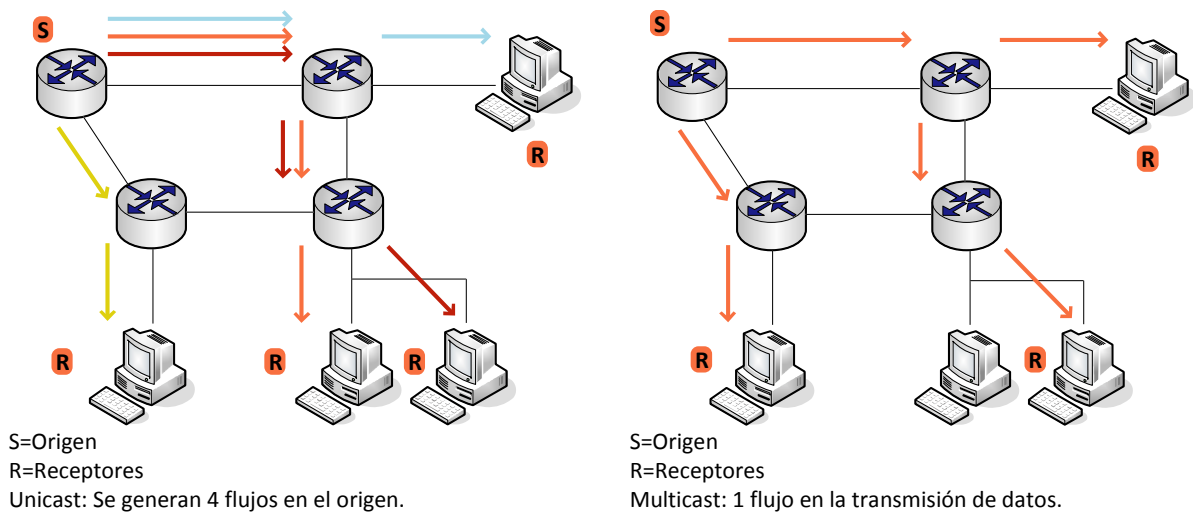 S
R
R
R
R
S=Origen
R=Receptores
Unicast: Se generan 4 flujos en el origen.
S
R
R
R
S=Origen
R=Receptores
Multicast: 1 flujo en la transmisión de datos.